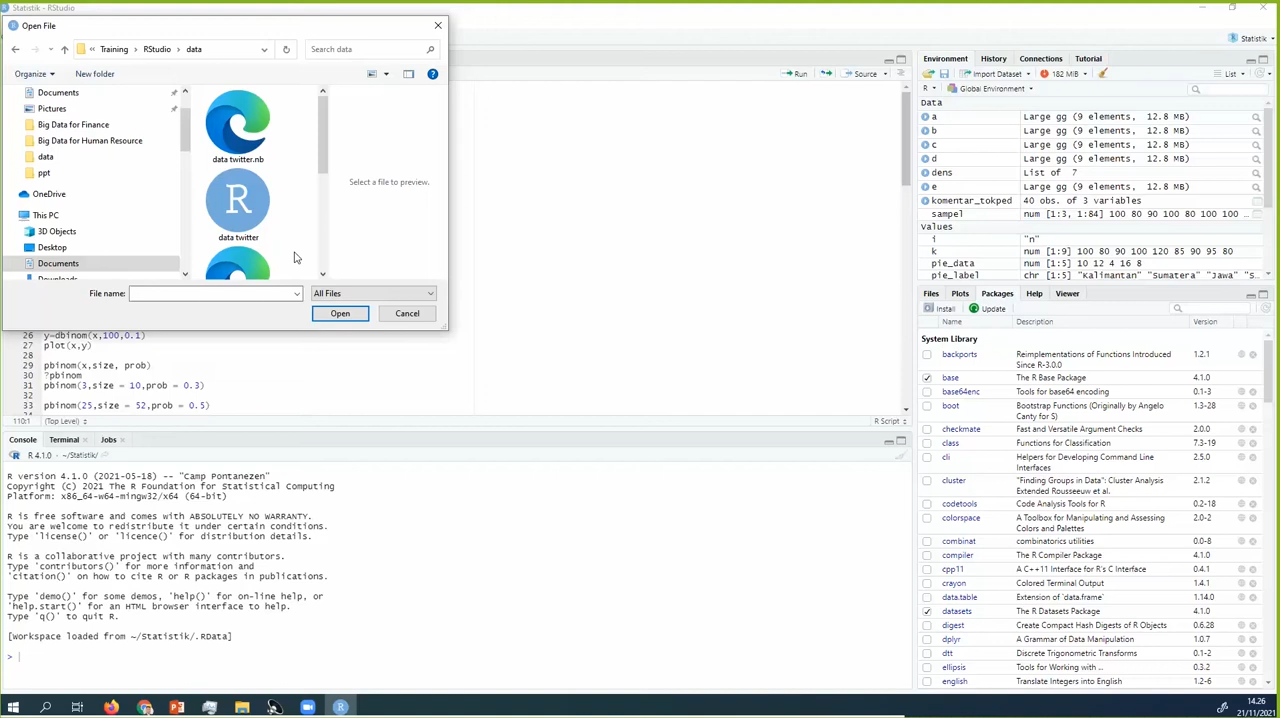 Statistik - RStudio
Open File
« Training > RStudio > data
Search data
Organize
New folder
Documents
Pictures
Big Data for Finance
Big Data for Human Resource
data
ppt
OneDrive
This PC
3D Objects
Desktop
Documents
data twitter.nb
data twitter
Select a file to preview.
File name:
All Files
Open
Cancel
Run
Source
26 y=dbinom(x,100,0.1)
27 plot(x,y)
28
29 pbinom(x,size, prob)
30 ?pbinom
31 pbinom(3,size = 10,prob = 0.3)
32
33 pbinom(25,size = 52,prob = 0.5)
110:1 (Top Level)
R Script
Console Terminal Jobs
R 4.1.0 · ~/Statistik/
R version 4.1.0 (2021-05-18) -- "Camp Pontanezen"
Copyright (C) 2021 The R Foundation for Statistical Computing
Platform: x86_64-w64-mingw32/x64 (64-bit)
R is free software and comes with ABSOLUTELY NO WARRANTY.
You are welcome to redistribute it under certain conditions.
Type 'license()' or 'licence()' for distribution details.
R is a collaborative project with many contributors.
Type 'contributors()' for more information and
'citation()' on how to cite R or R packages in publications.
Type 'demo()' for some demos, 'help()' for on-line help, or
'help.start()' for an HTML browser interface to help.
Type 'q()' to quit R.
[Workspace loaded from ~/Statistik/.RData]
>
Statistik
Environment History Connections Tutorial
Import Dataset 182 MiB List
R Global Environment
Data
a Large gg (9 elements, 12.8 MB)
b Large gg (9 elements, 12.8 MB)
c Large gg (9 elements, 12.8 MB)
d Large gg (9 elements, 12.8 MB)
dens List of 7
e Large gg (9 elements, 12.8 MB)
komentar_tokped 40 obs. of 3 variables
sampel num [1:3, 1:84] 100 80 90 100 80 100 100 ...
values
i "n"
k num [1:9] 100 80 90 100 120 85 90 95 80
pie_data num [1:5] 10 12 4 16 8
pie_label chr [1:5] "Kalimantan" "Sumatera" "Jawa" "S...
Files Plots Packages Help Viewer
Install Update
Name Description Version
System Library
backports Reimplementations of Functions Introduced 1.2.1
Since R-3.0.0
base The R Base Package 4.1.0
base64enc Tools for base64 encoding 0.1-3
boot Bootstrap Functions (Originally by Angelo 1.3-28
Canty for S)
checkmate Fast and Versatile Argument Checks 2.0.0
class Functions for Classification 7.3-19
cli Helpers for Developing Command Line 2.5.0
Interfaces
cluster "Finding Groups in Data": Cluster Analysis 2.1.2
Extended Rousseeuw et al.
codetools Code Analysis Tools for R 0.2-18
colorspace A Toolbox for Manipulating and Assessing 2.0-2
Colors and Palettes
combinat combinatorics utilities 0.0-8
compiler The R Compiler Package 4.1.0
cpp11 A C++11 Interface for R's C Interface 0.4.1
crayon Colored Terminal Output 1.4.1
data.table Extension of `data.frame` 1.14.0
datasets The R Datasets Package 4.1.0
digest Create Compact Hash Digests of R Objects 0.6.28
dplyr A Grammar of Data Manipulation 1.0.7
dtt Discrete Trigonometric Transforms 0.1-2
ellipsis Tools for Working with ... 0.3.2
english Translate Integers into English 1.2-6
14.26
21/11/2021